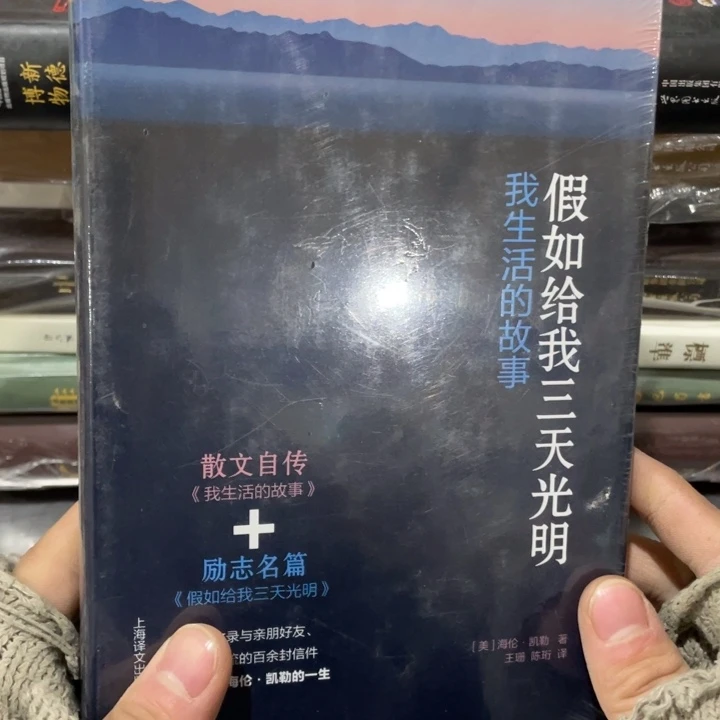 假如给我三天光明
我生活的故事
散文自传
《我生活的故事》
+
励志名篇
《假如给我三天光明》
录与亲朋好友、
的百余封信件
海伦·凯勒的一生
[美]海伦·凯勒 著
王珊 陈珩 译
上海译文出